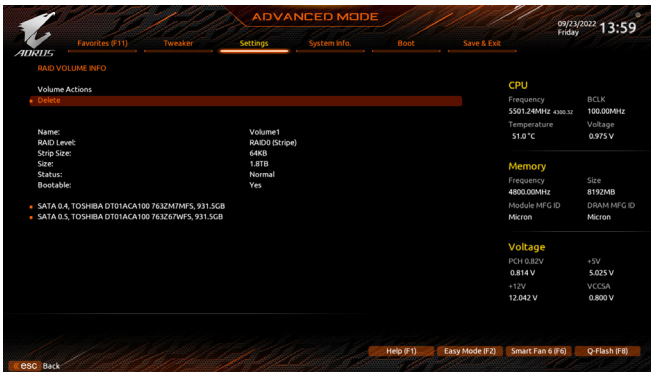 ADVANCED MODE
09/23/2022 Friday 13:59
AORUS
Favorites (F11) Tweaker Settings System Info. Boot Save & Exit
RAID VOLUME INFO
Volume Actions
Delete
Name: Volume1
RAID Level: RAID0 (Stripe)
Strip Size: 64KB
Size: 1.8TB
Status: Normal
Bootable: Yes
SATA 0.4, TOSHIBA DT01ACA100 763ZM7MFS, 931.5GB
SATA 0.5, TOSHIBA DT01ACA100 763Z67WFS, 931.5GB
CPU
Frequency BCLK
5501.24MHz 4300.32 100.00MHz
Temperature Voltage
51.0 °C 0.975 V
Memory
Frequency Size
4800.00MHz 8192MB
Module MFG ID DRAM MFG ID
Micron Micron
Voltage
PCH 0.82V +5V
0.814 V 5.025 V
+12V VCCSA
12.042 V 0.800 V
Help (F1) Easy Mode (F2) Smart Fan 6 (F6) Q-Flash (F8)
esc Back